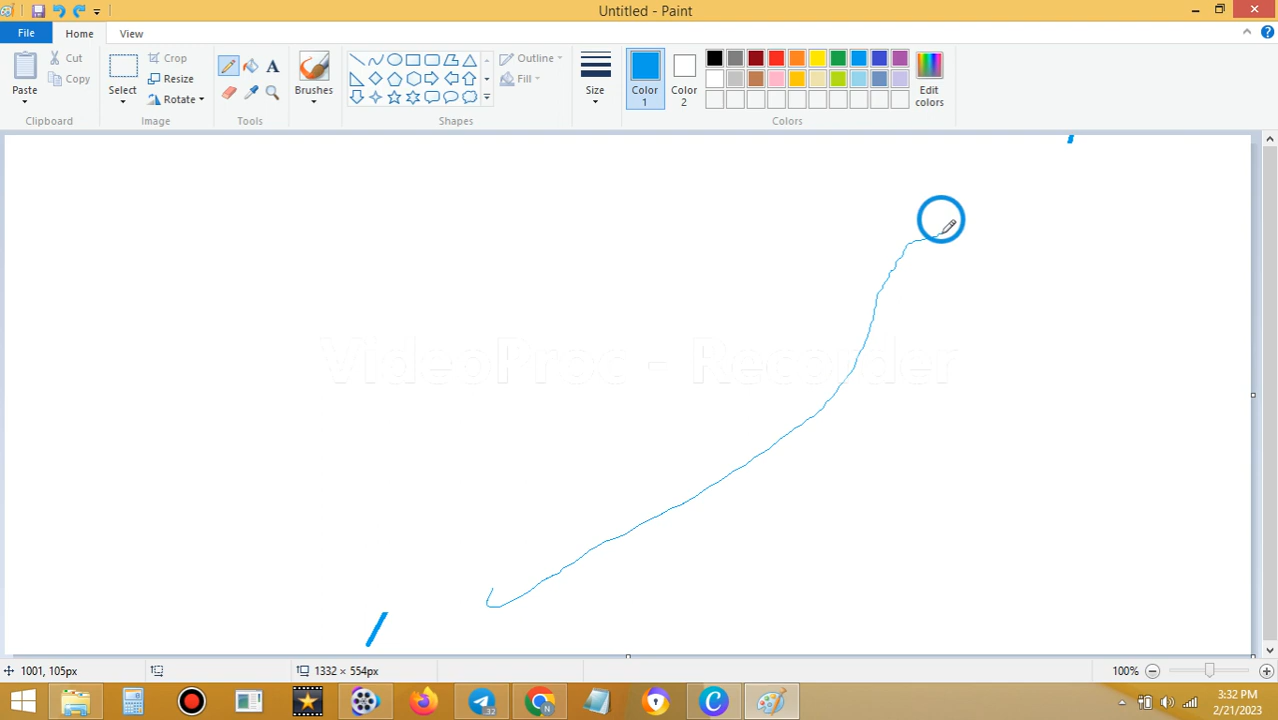 Untitled - Paint
File
Home
View
Paste
Cut
Copy
Clipboard
Select
Crop
Resize
Rotate
Image
A
Tools
Brushes
Outline
Fill
Shapes
Size
Color
1
Color
2
Edit
colors
Colors
VideoProc - Recorder
1001, 105px
1332 × 554px
100%
32
N
3:32 PM
2/21/2023